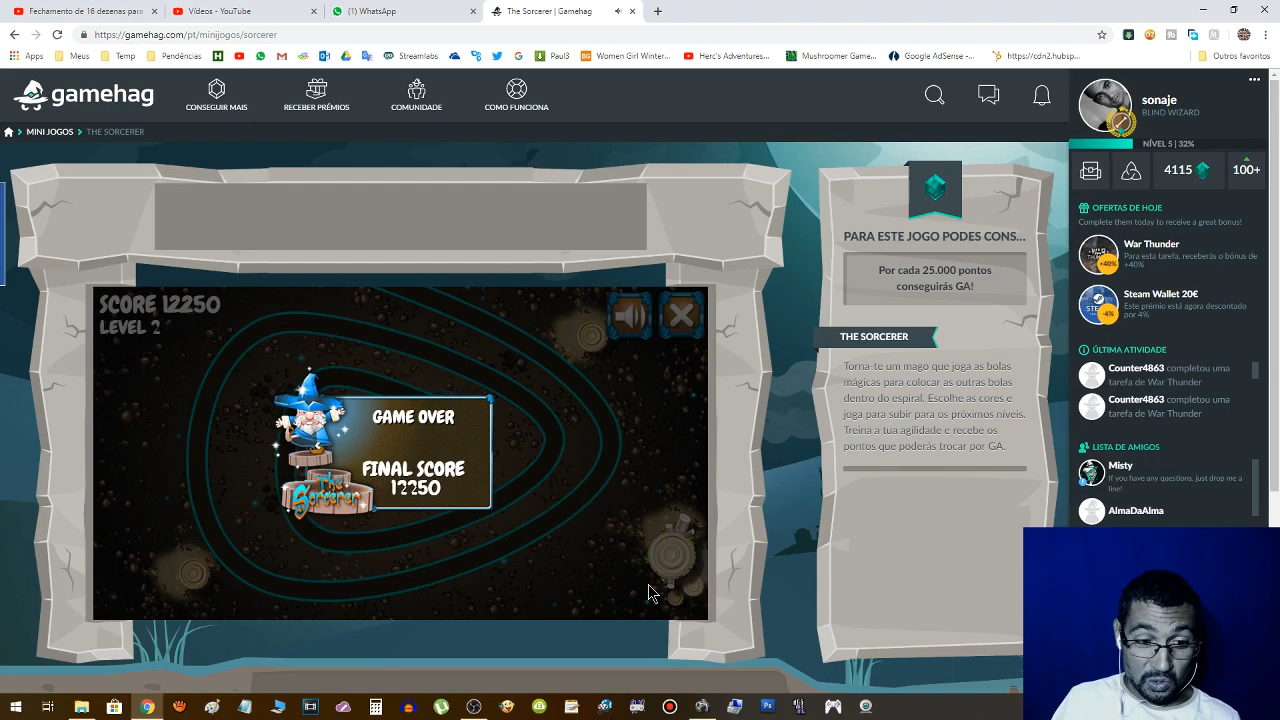 Fechamento de 16 dezenas para
Vídeos - YouTube
(1) WhatsApp
The Sorcerer | Gamehag
https://gamehag.com/pt/minijogos/sorcerer
Apps
Meus
Temp
Pendências
YouTube
Streamlabs
Paul3
Women Girl Winter...
Herc's Adventures...
Mushroomer Game...
Google AdSense -...
https://cdn2.hubsp...
Outros favoritos
gamehag
CONSEGUIR MAIS
RECEBER PRÉMIOS
COMUNIDADE
COMO FUNCIONA
sonaje
BLIND WIZARD
MINI JOGOS
THE SORCERER
NÍVEL 5 | 32%
4115
100+
SCORE 12250
LEVEL 2
GAME OVER
FINAL SCORE
12250
The Sorcerer
PARA ESTE JOGO PODES CONS...
Por cada 25.000 pontos
conseguirás GA!
THE SORCERER
Torna-te um mago que joga as bolas
mágicas para colocar as outras bolas
dentro do espiral. Escolhe as cores e
joga para subir para os próximos níveis.
Treina a tua agilidade e recebe os
pontos que poderás trocar por GA.
OFERTAS DE HOJE
Complete them today to receive a great bonus!
War Thunder
Para esta tarefa, receberás o bónus de
+40%
+40%
Steam Wallet 20€
Este prémio está agora descontado
por 4%
-4%
ÚLTIMA ATIVIDADE
Counter4863 completou uma
tarefa de War Thunder
Counter4863 completou uma
tarefa de War Thunder
LISTA DE AMIGOS
Misty
If you have any questions, just drop me a
line!
AlmaDaAlma